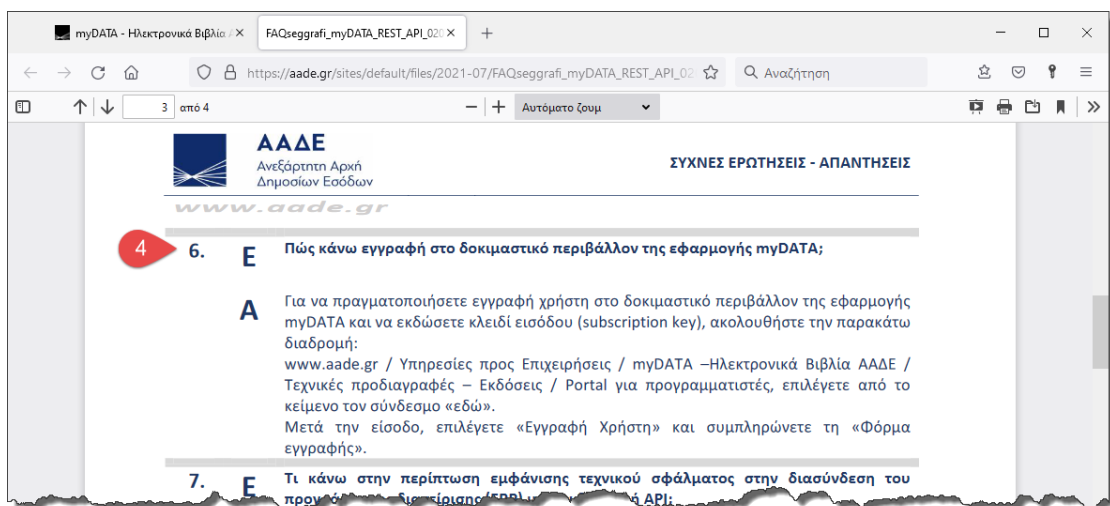 myDATA - Ηλεκτρονικά Βιβλία Α
FAQseggrafi_myDATA_REST_API_020
https://aade.gr/sites/default/files/2021-07/FAQseggrafi_myDATA_REST_API_02
Αναζήτηση
3 από 4
Αυτόματο ζουμ
ΑΑΔΕ
Ανεξάρτητη Αρχή
Δημοσίων Εσόδων
ΣΥΧΝΕΣ ΕΡΩΤΗΣΕΙΣ - ΑΠΑΝΤΗΣΕΙΣ
www.aade.gr
4
6. Ε Πώς κάνω εγγραφή στο δοκιμαστικό περιβάλλον της εφαρμογής myDATA;
Α Για να πραγματοποιήσετε εγγραφή χρήστη στο δοκιμαστικό περιβάλλον της εφαρμογής
myDATA και να εκδώσετε κλειδί εισόδου (subscription key), ακολουθήστε την παρακάτω
διαδρομή:
www.aade.gr / Υπηρεσίες προς Επιχειρήσεις / myDATA –Ηλεκτρονικά Βιβλία ΑΑΔΕ /
Τεχνικές προδιαγραφές – Εκδόσεις / Portal για προγραμματιστές, επιλέγετε από το
κείμενο τον σύνδεσμο «εδώ».
Μετά την είσοδο, επιλέγετε «Εγγραφή Χρήστη» και συμπληρώνετε τη «Φόρμα
εγγραφής».
7. Ε Τι κάνω στην περίπτωση εμφάνισης τεχνικού σφάλματος στην διασύνδεση του
API;